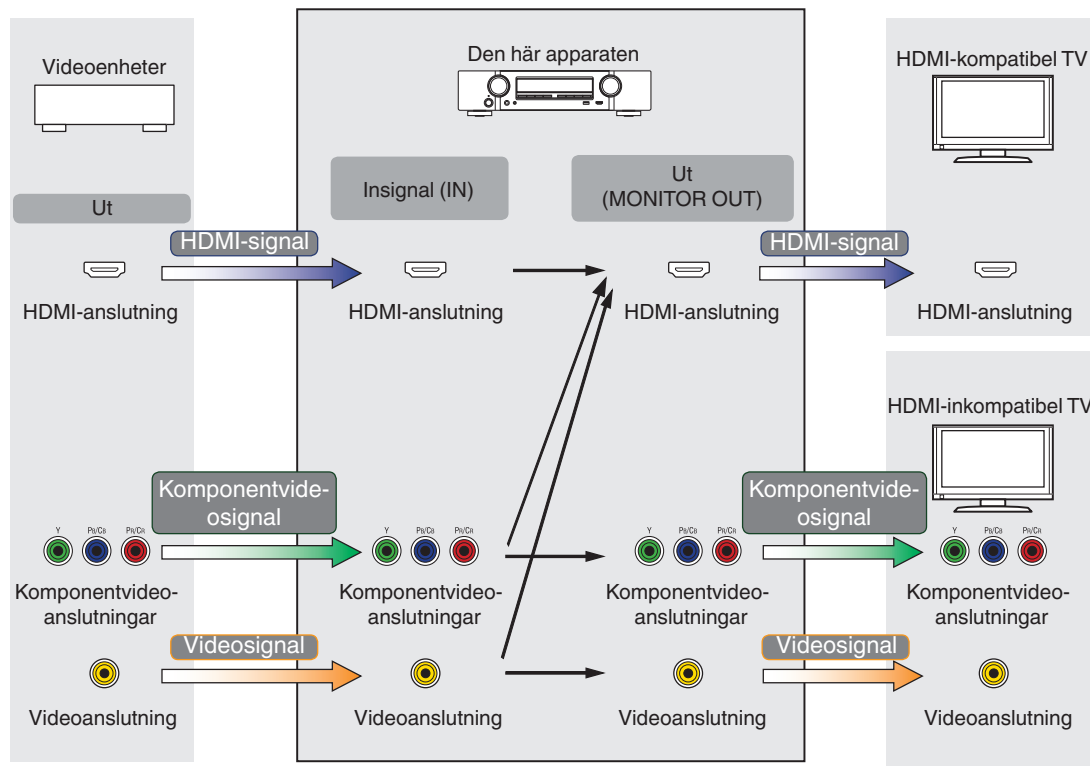 Videoenheter
Den här apparaten
HDMI-kompatibel TV
Ut
Insignal (IN)
Ut
(MONITOR OUT)
HDMI-signal
HDMI-signal
HDMI-anslutning
HDMI-anslutning
HDMI-anslutning
HDMI-anslutning
HDMI-inkompatibel TV
Komponentvide-
osignal
Komponentvide-
osignal
Y PB/CB PR/CR
Y PB/CB PR/CR
Y PB/CB PR/CR
Y PB/CB PR/CR
Komponentvideo-
anslutningar
Komponentvideo-
anslutningar
Komponentvideo-
anslutningar
Komponentvideo-
anslutningar
Videosignal
Videosignal
Videoanslutning
Videoanslutning
Videoanslutning
Videoanslutning